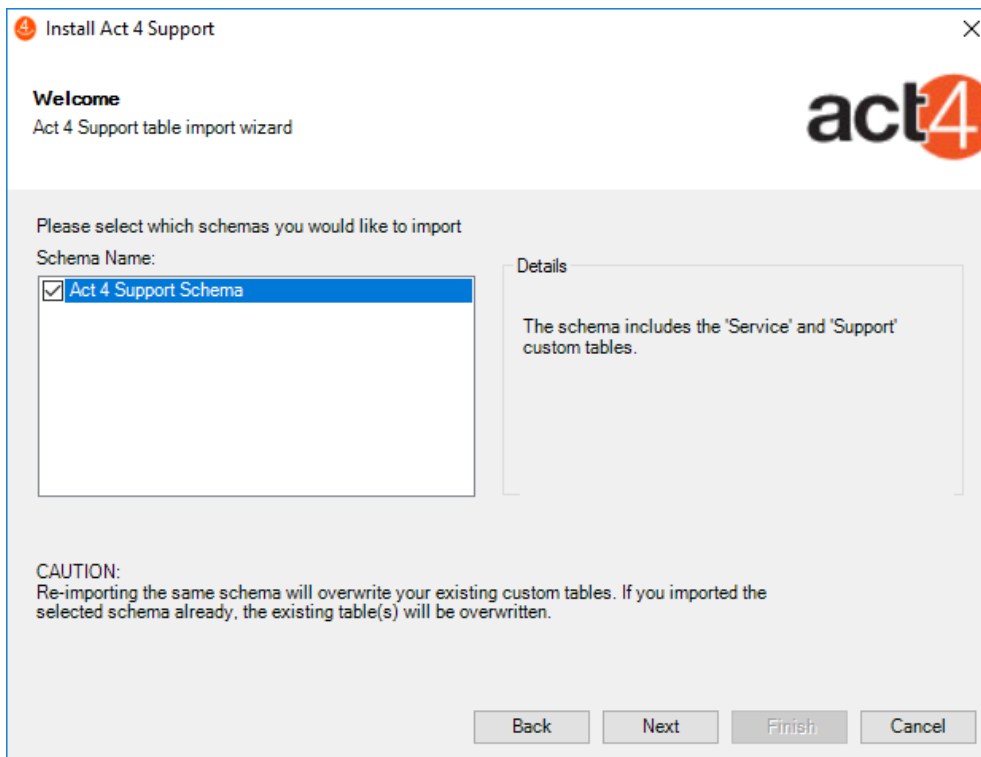 4 Install Act 4 Support
Welcome
Act 4 Support table import wizard
act4
Please select which schemas you would like to import
Schema Name:
Act 4 Support Schema
Details
The schema includes the 'Service' and 'Support'
custom tables.
CAUTION:
Re-importing the same schema will overwrite your existing custom tables. If you imported the
selected schema already, the existing table(s) will be overwritten.
Back Next Finish Cancel